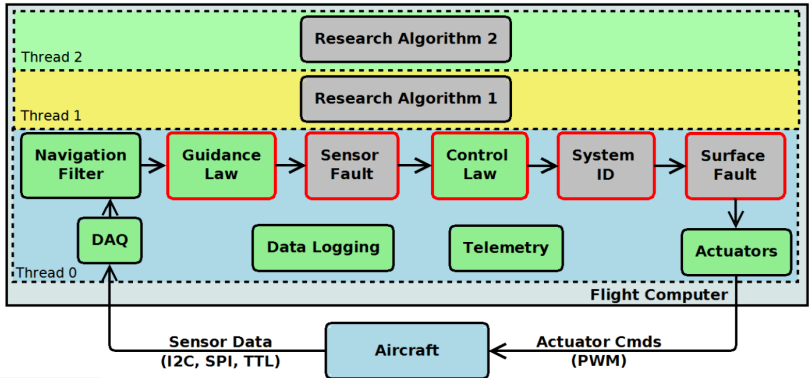 Research Algorithm 2
Thread 2
Research Algorithm 1
Thread 1
Navigation
Filter
Guidance
Law
Sensor
Fault
Control
Law
System
ID
Surface
Fault
DAQ
Data Logging
Telemetry
Actuators
Thread 0
Flight Computer
Sensor Data
(I2C, SPI, TTL)
Aircraft
Actuator Cmds
(PWM)